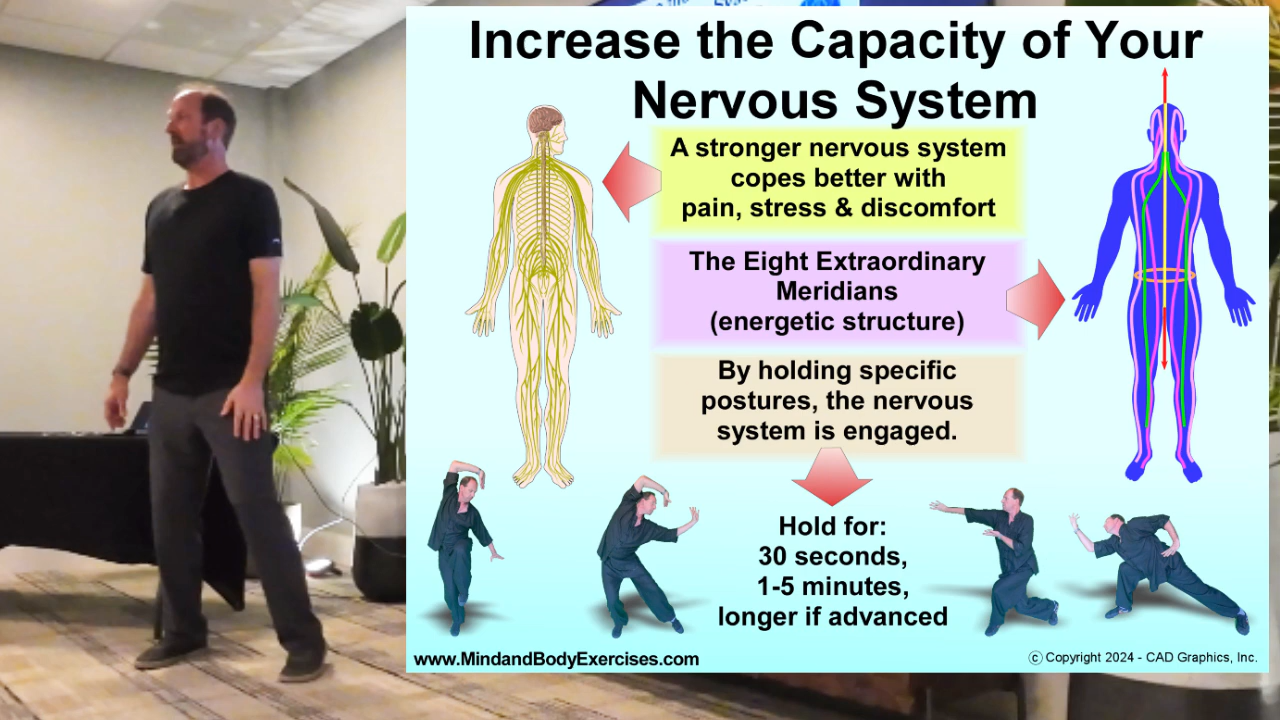 Increase the Capacity of Your
Nervous System
A stronger nervous system
copes better with
pain, stress & discomfort
The Eight Extraordinary
Meridians
(energetic structure)
By holding specific
postures, the nervous
system is engaged.
Hold for:
30 seconds,
1-5 minutes,
longer if advanced
www.MindandBodyExercises.com
© Copyright 2024 - CAD Graphics, Inc.